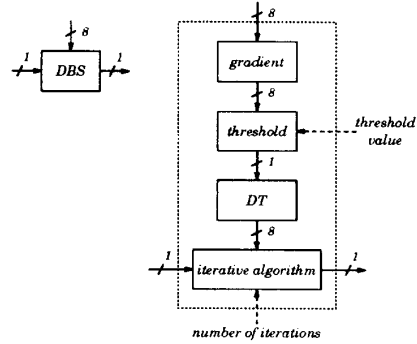 8
1
DBS
1
8
gradient
8
threshold
threshold
value
1
DT
8
1
iterative algorithm
1
number of iterations